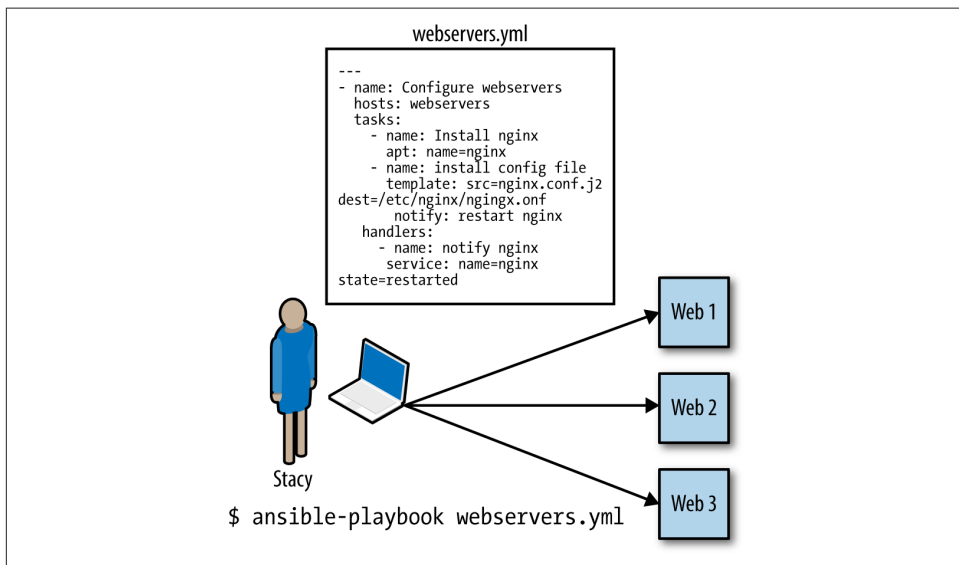 webservers.yml
---
- name: Configure webservers
  hosts: webservers
  tasks:
    - name: Install nginx
      apt: name=nginx
    - name: install config file
      template: src=nginx.conf.j2
dest=/etc/nginx/ngingx.onf
       notify: restart nginx
   handlers:
     - name: notify nginx
      service: name=nginx
state=restarted
Web 1
Web 2
Web 3
Stacy
$ ansible-playbook webservers.yml